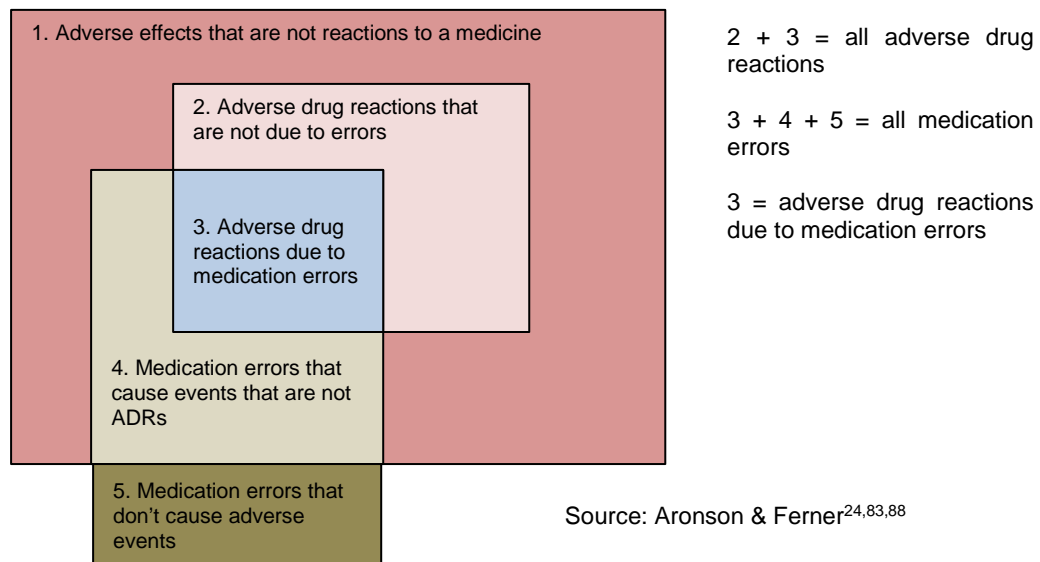 1. Adverse effects that are not reactions to a medicine
2. Adverse drug reactions that
are not due to errors
3. Adverse drug
reactions due to
medication errors
4. Medication errors that
cause events that are not
ADRs
5. Medication errors that
don’t cause adverse
events
2 + 3 = all adverse drug
reactions
3 + 4 + 5 = all medication
errors
3 = adverse drug reactions
due to medication errors
Source: Aronson & Ferner24,83,88